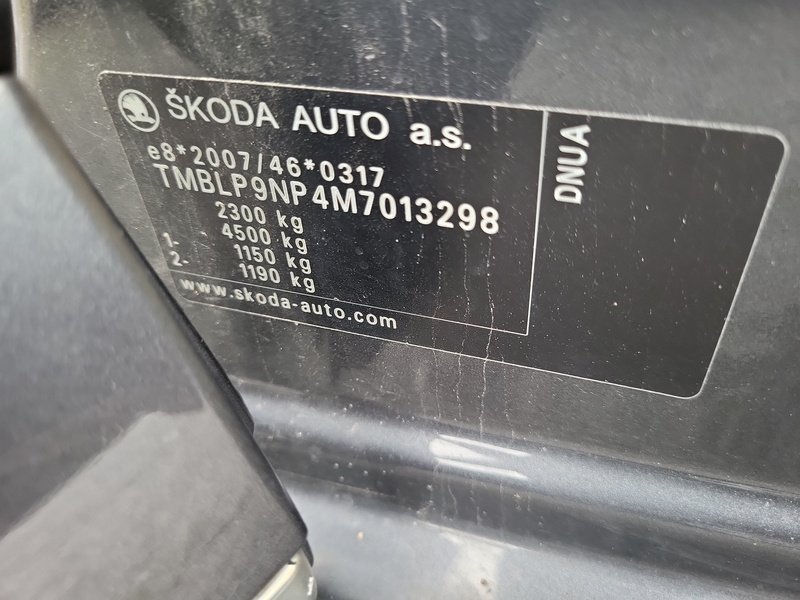 ŠKODA AUTO a.s.
e8*2007/46*0317
TMBLP9NP4M7013298
2300 kg
4500 kg
1- 1150 kg
2- 1190 kg
www.skoda-auto.com
DNUA